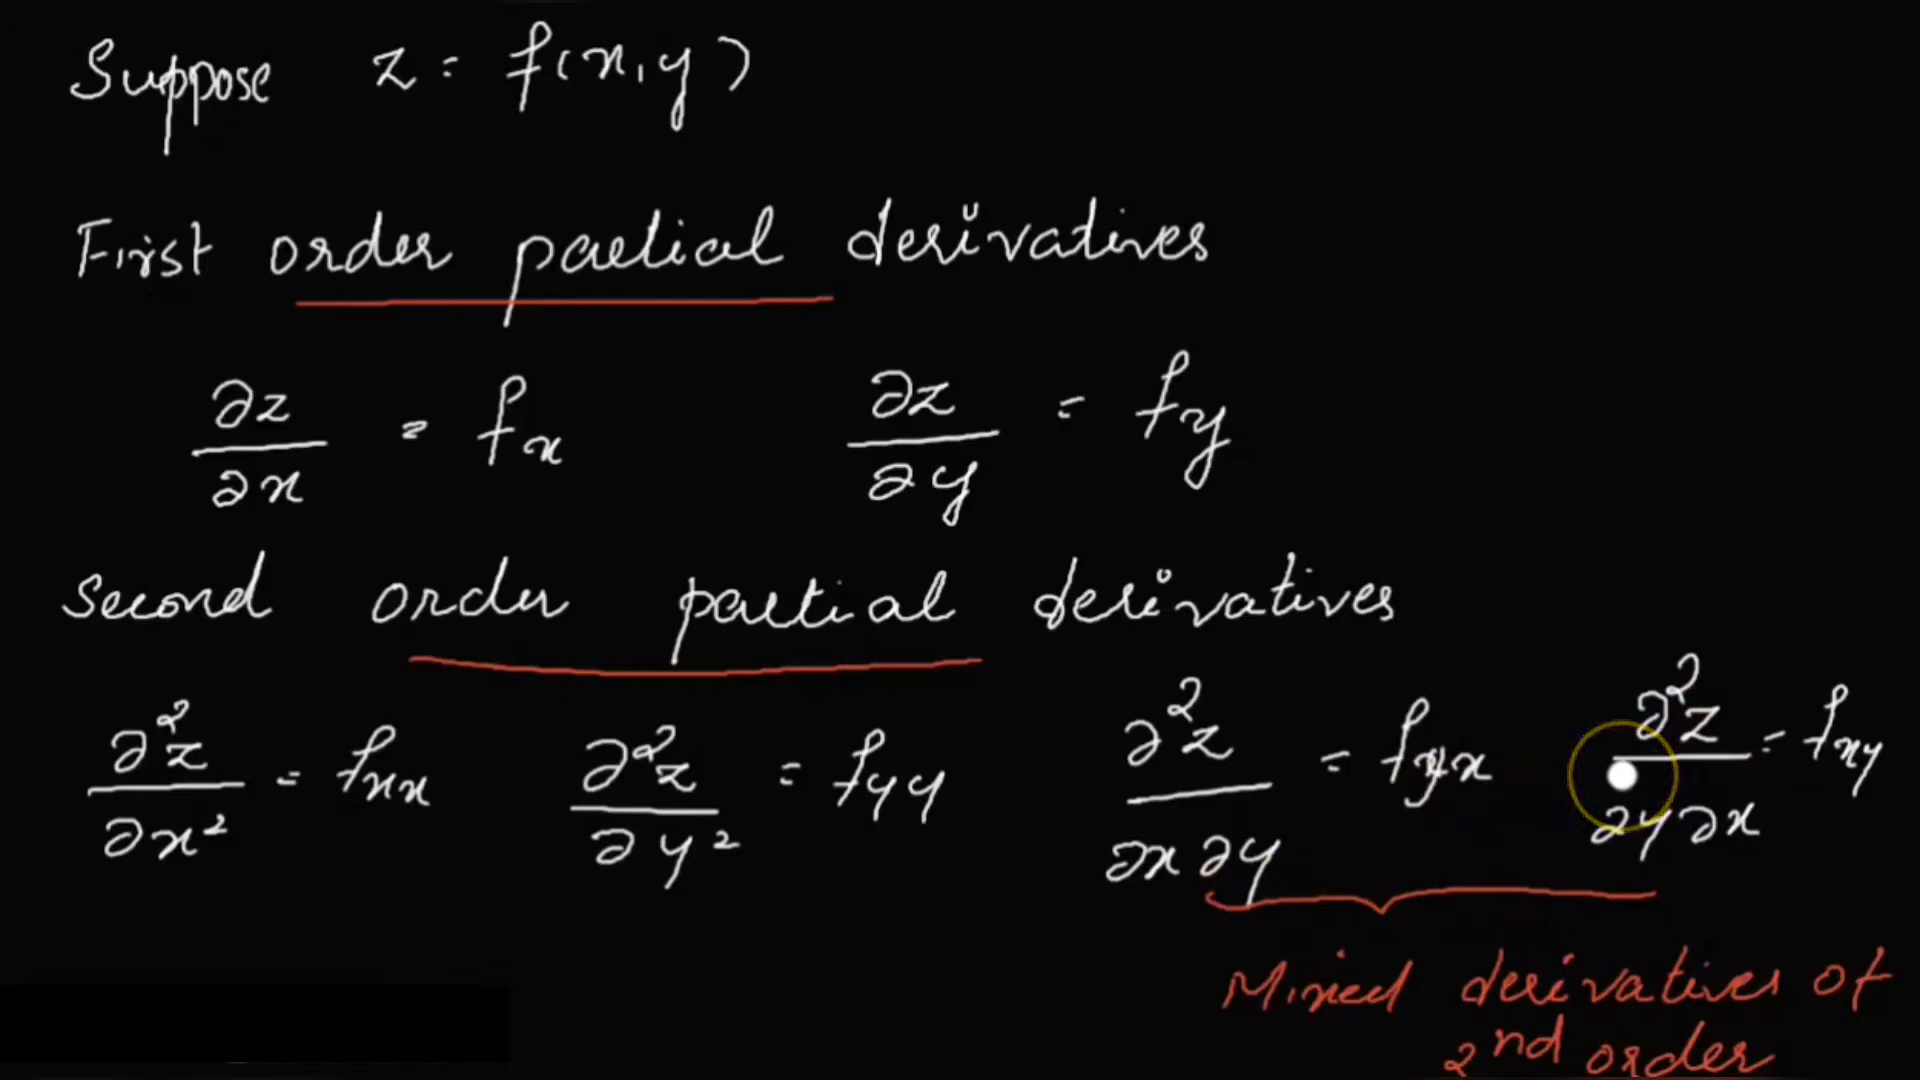 Suppose z = f(x,y)
First order partial derivatives
∂z/∂x = fx ∂z/∂y = fy
Second order partial derivatives
∂²z/∂x² = fxx ∂²z/∂y² = fyy ∂²z/∂x∂y = fyx ∂²z/∂y∂x = fxy
Mixed derivatives of
2nd order